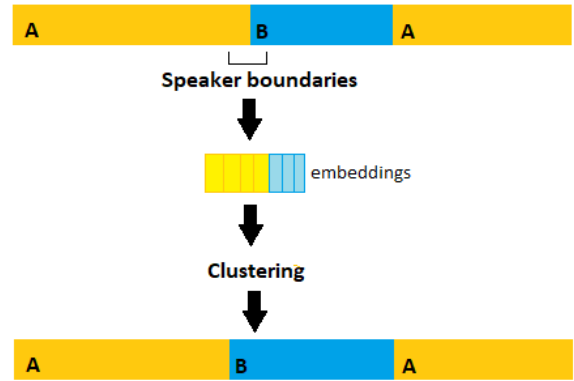 A B A
Speaker boundaries
embeddings
Clustering
A B A